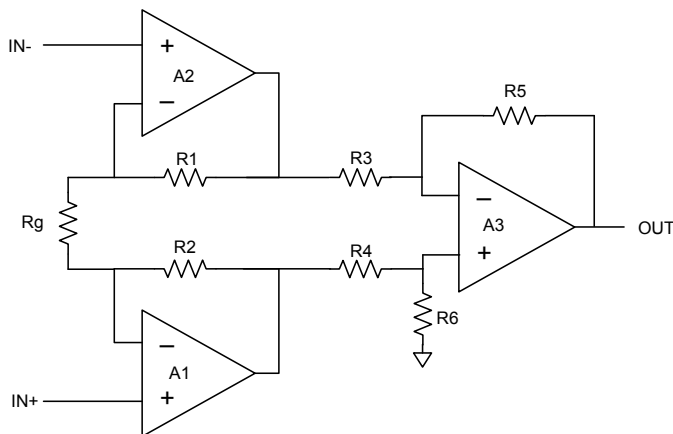 IN-
+
A2
−
R5
R1
R3
Rg
−
A3
+
OUT
R2
R4
R6
−
A1
+
IN+